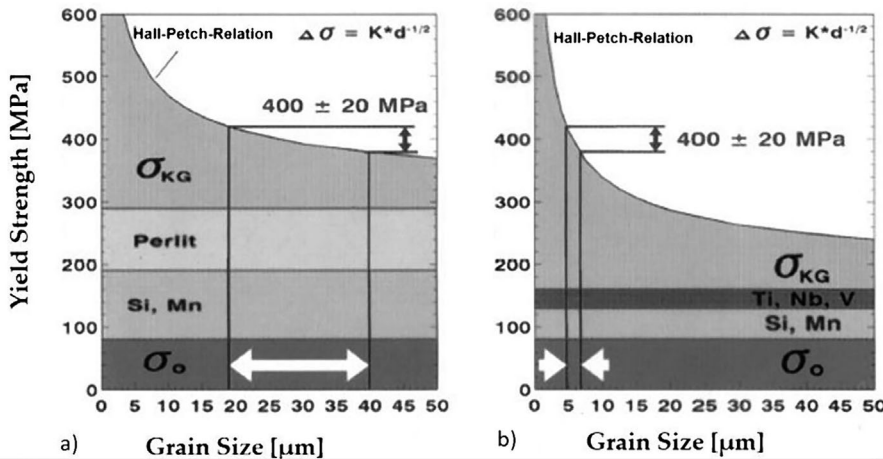 Yield Strength [MPa]
600
500
400
300
200
100
0
Hall-Petch-Relation
Δ σ = K*d-1/2
400 ± 20 MPa
σKG
Perlit
Si, Mn
σo
0 5 10 15 20 25 30 35 40 45 50
a) Grain Size [µm]
600
500
400
300
200
100
0
Hall-Petch-Relation
Δ σ = K*d-1/2
400 ± 20 MPa
σKG
Ti, Nb, V
Si, Mn
σo
0 5 10 15 20 25 30 35 40 45 50
b) Grain Size [µm]